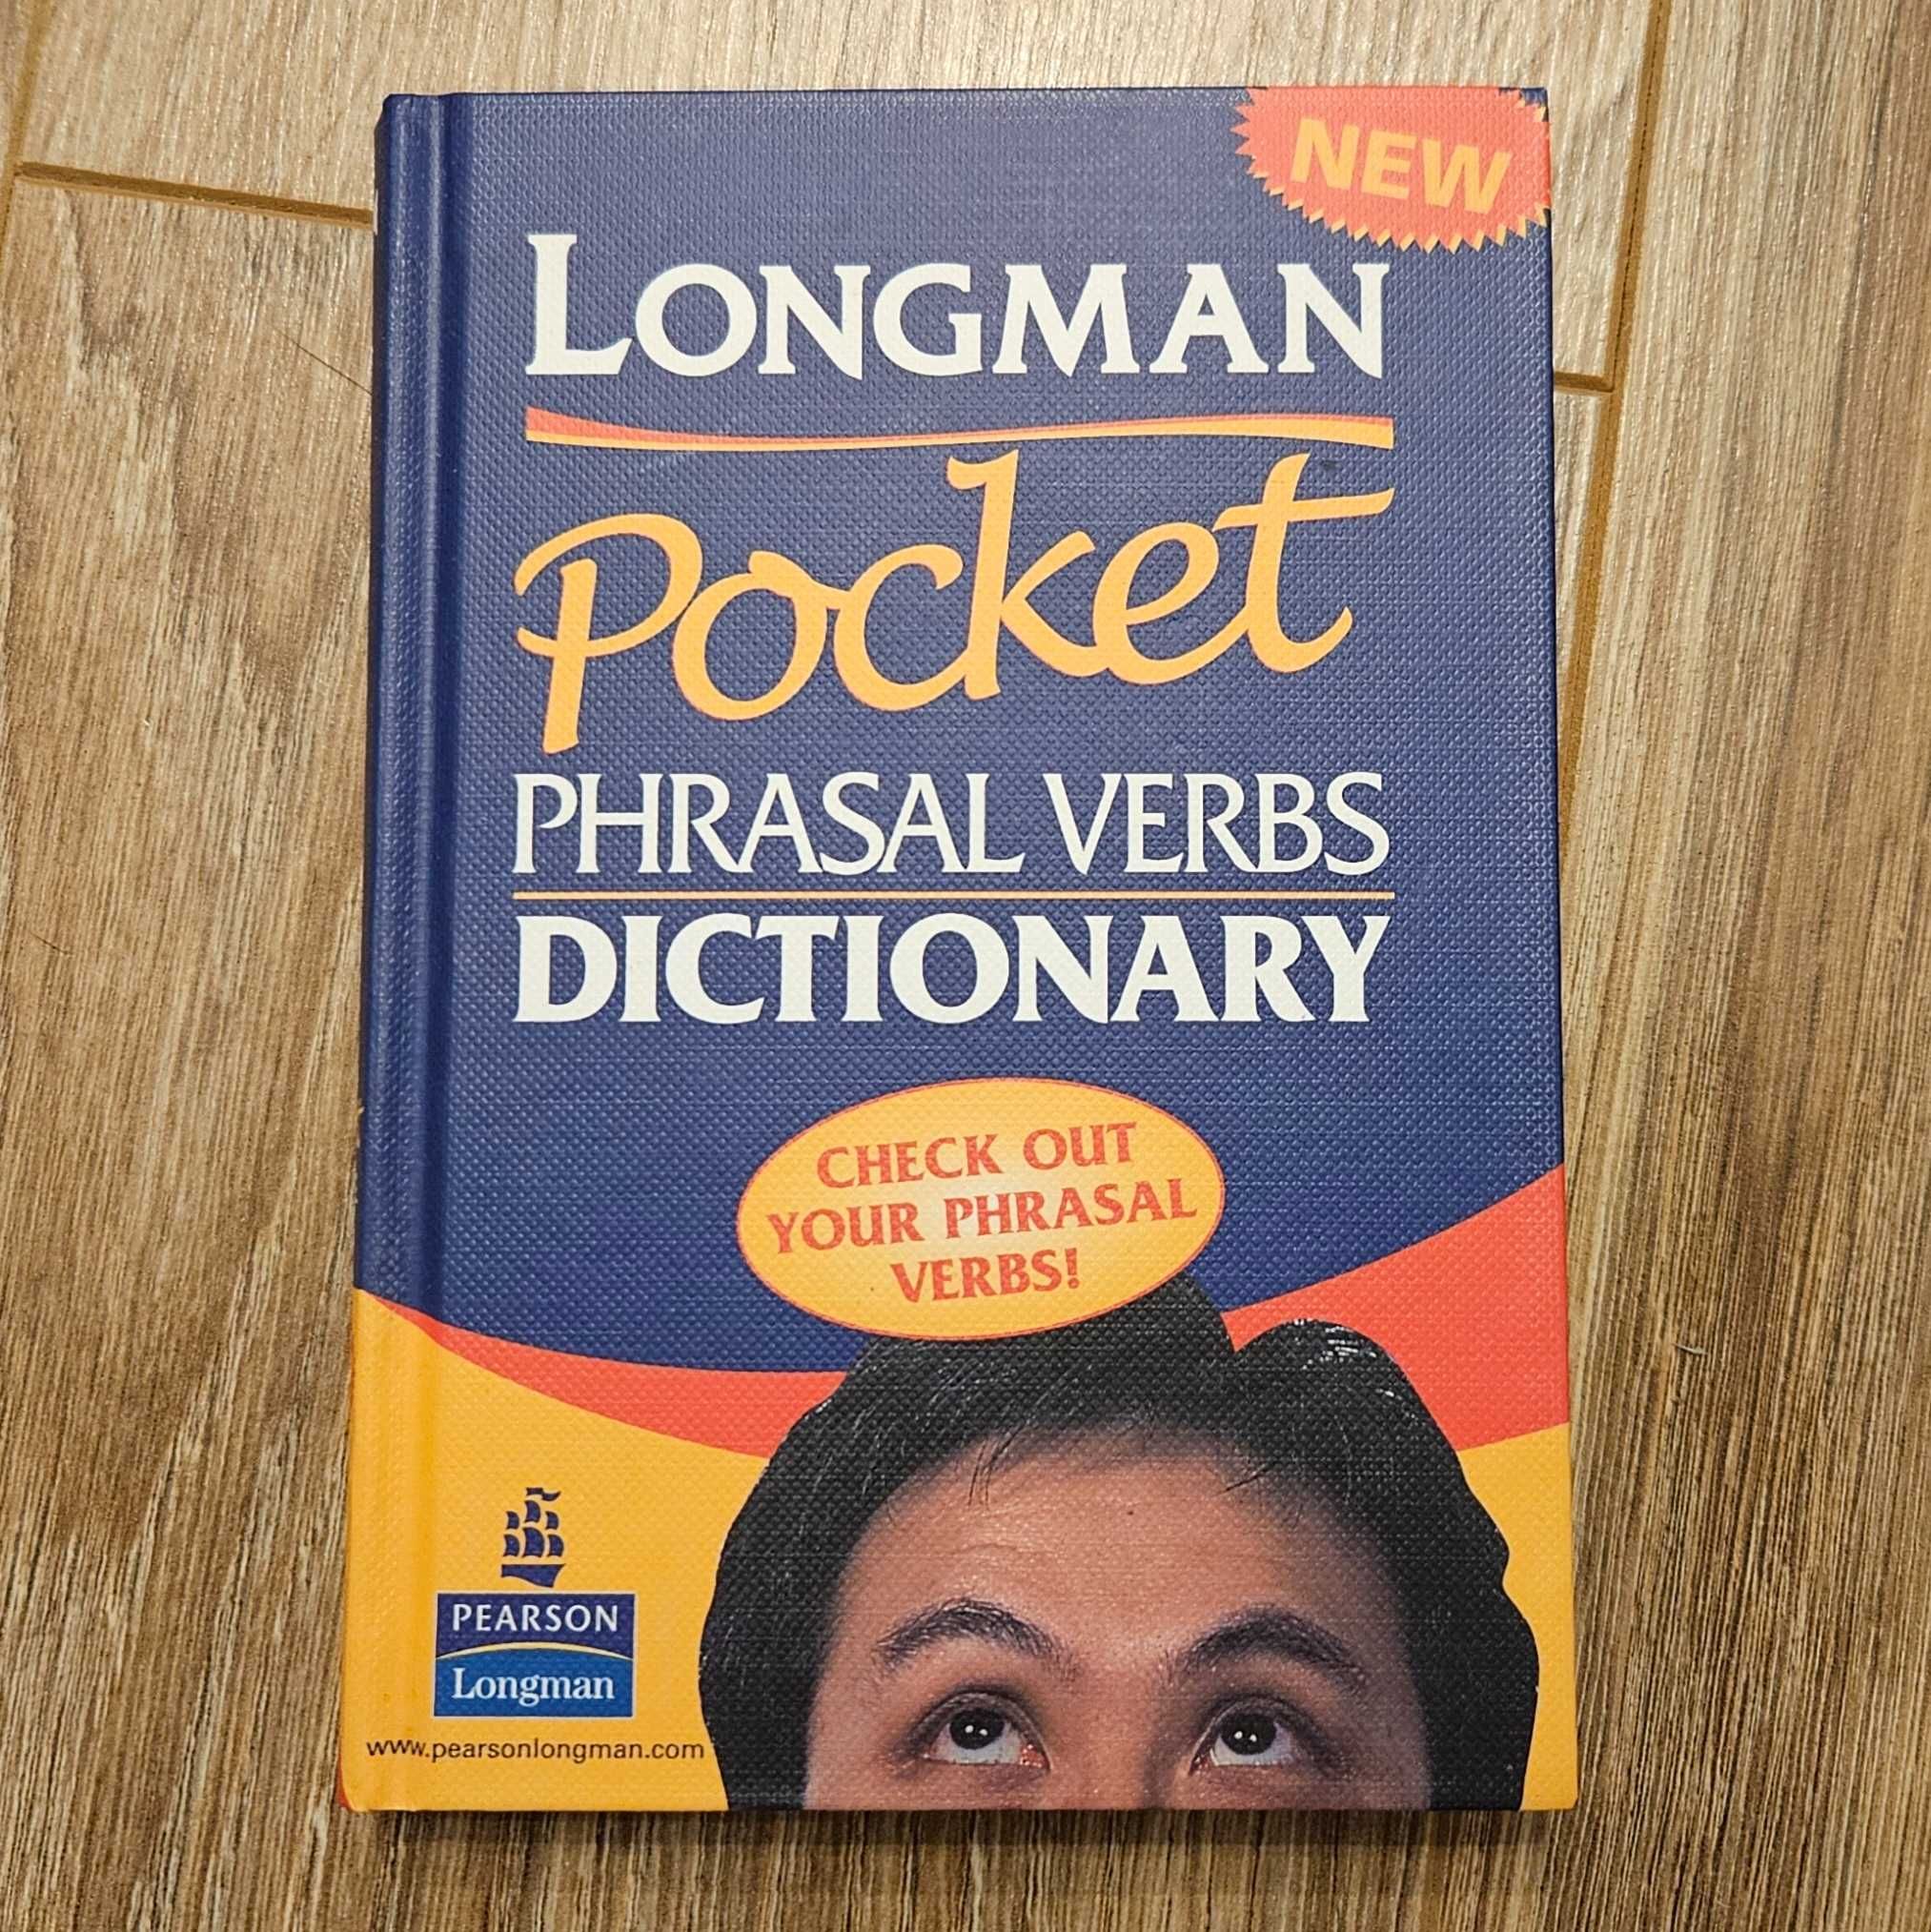 NEW
LONGMAN
Pocket
PHRASAL VERBS
DICTIONARY
CHECK OUT
YOUR PHRASAL
VERBS!
PEARSON
Longman
www.pearsonlongman.com